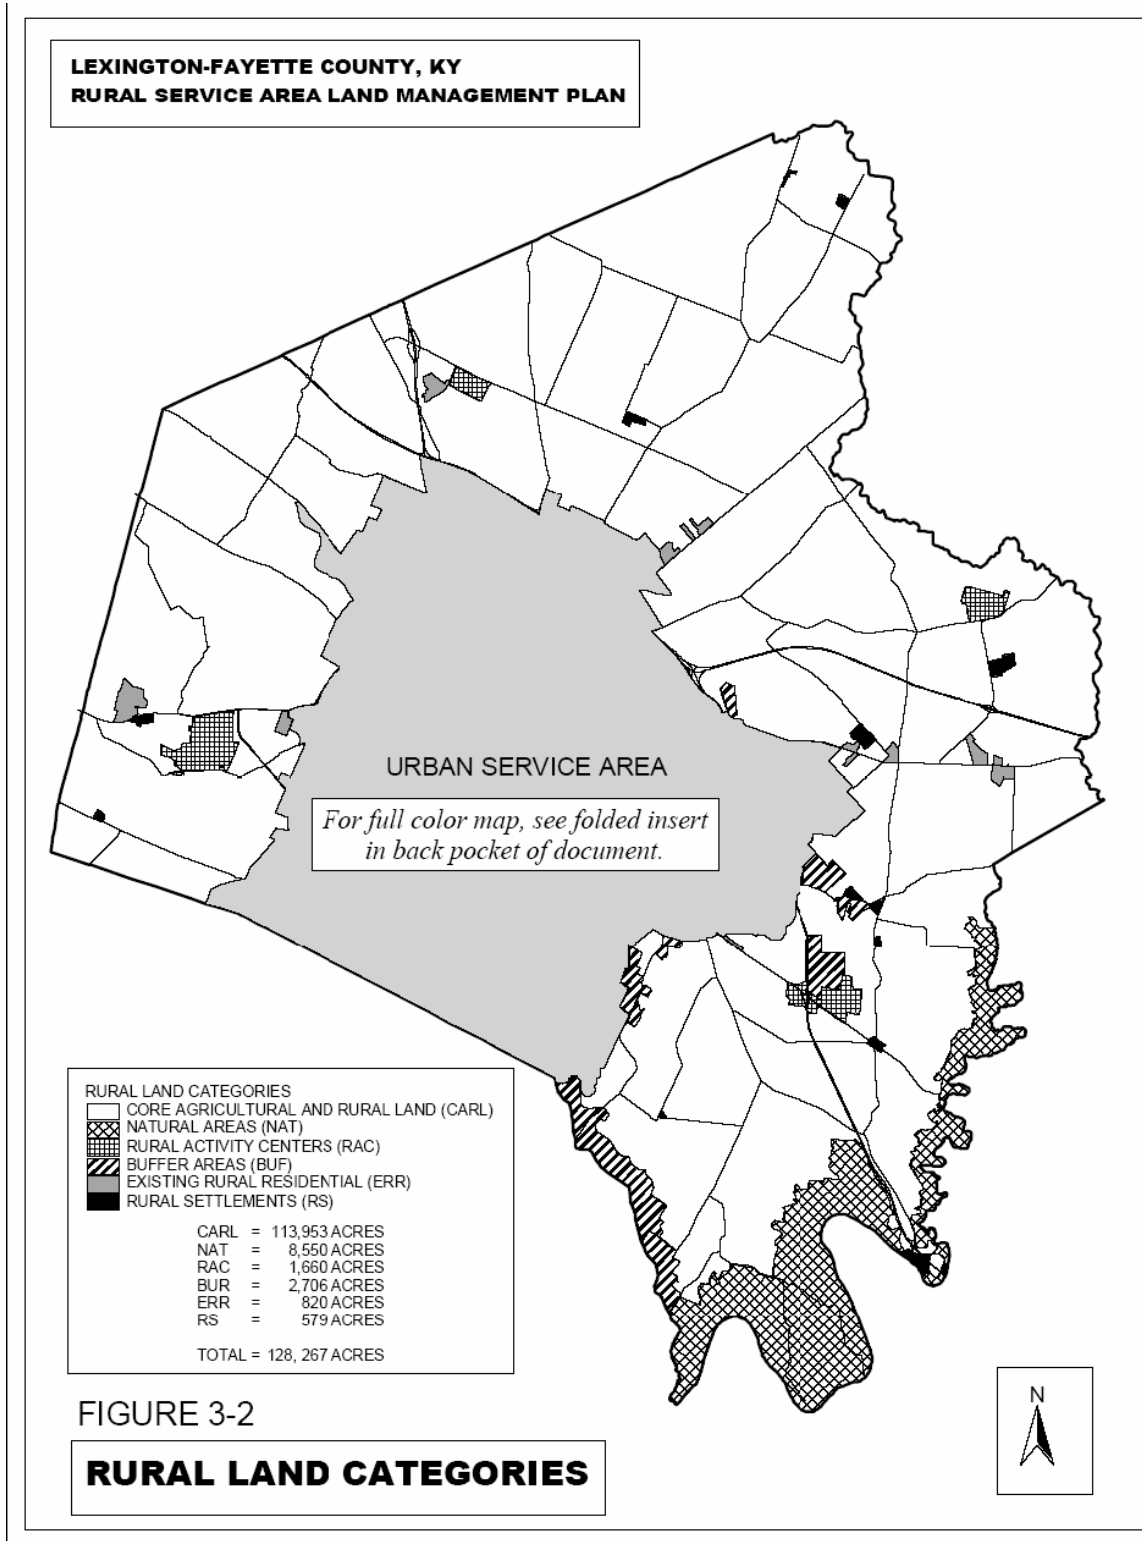 LEXINGTON-FAYETTE COUNTY, KY
RURAL SERVICE AREA LAND MANAGEMENT PLAN
URBAN SERVICE AREA
For full color map, see folded insert
in back pocket of document.
RURAL LAND CATEGORIES
CORE AGRICULTURAL AND RURAL LAND (CARL)
NATURAL AREAS (NAT)
RURAL ACTIVITY CENTERS (RAC)
BUFFER AREAS (BUF)
EXISTING RURAL RESIDENTIAL (ERR)
RURAL SETTLEMENTS (RS)
CARL = 113,953 ACRES
NAT = 8,550 ACRES
RAC = 1,660 ACRES
BUR = 2,706 ACRES
ERR = 820 ACRES
RS = 579 ACRES
TOTAL = 128, 267 ACRES
FIGURE 3-2
RURAL LAND CATEGORIES
N